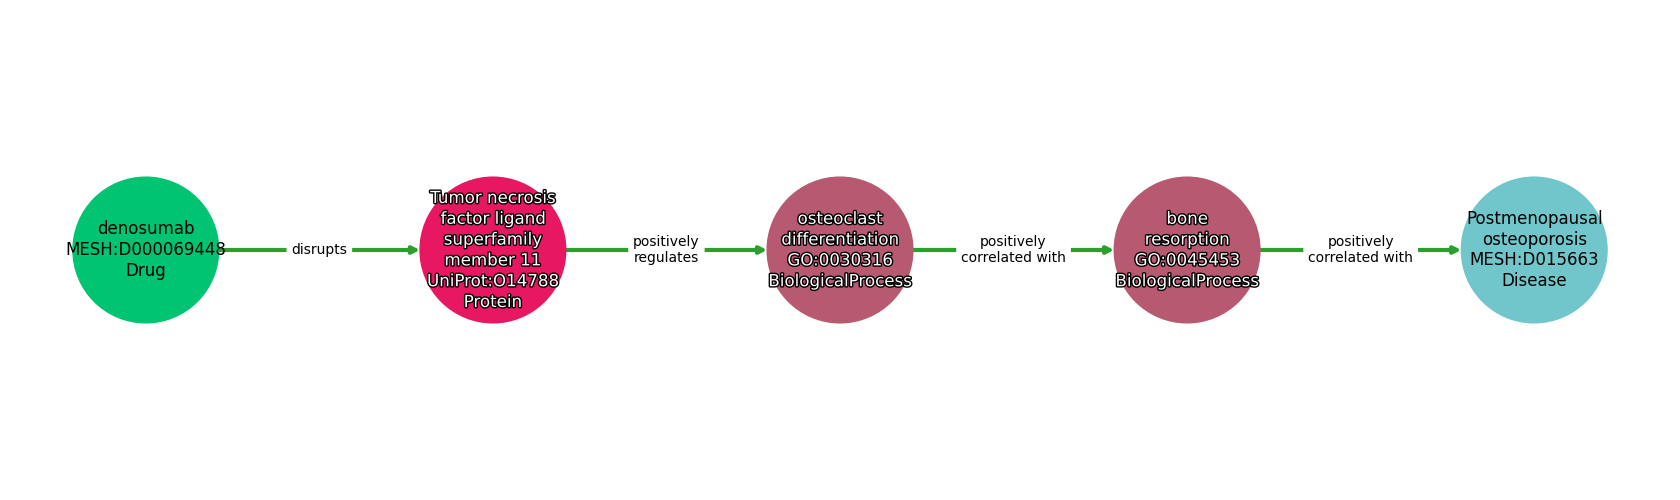 denosumab
MESH:D000069448
Drug
disrupts
Tumor necrosis
factor ligand
superfamily
member 11
UniProt:O14788
Protein
positively
regulates
osteoclast
differentiation
GO:0030316
BiologicalProcess
positively
correlated with
bone
resorption
GO:0045453
BiologicalProcess
positively
correlated with
Postmenopausal
osteoporosis
MESH:D015663
Disease